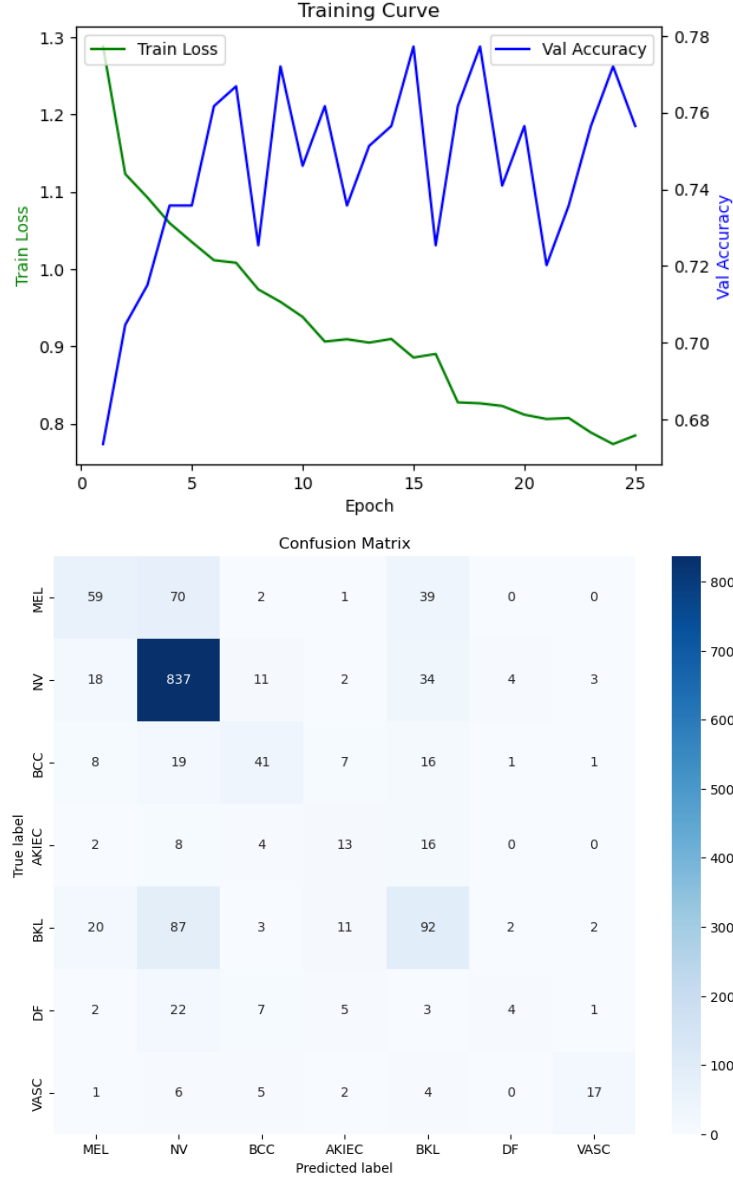 Training Curve
Train Loss
Val Accuracy
1.3
1.2
1.1
1.0
0.9
0.8
Train Loss
0.78
0.76
0.74
0.72
0.70
0.68
Val Accuracy
0 5 10 15 20 25
Epoch
Confusion Matrix
MEL 59 70 2 1 39 0 0
NV 18 837 11 2 34 4 3
BCC 8 19 41 7 16 1 1
AKIEC 2 8 4 13 16 0 0
BKL 20 87 3 11 92 2 2
DF 2 22 7 5 3 4 1
VASC 1 6 5 2 4 0 17
True label
MEL NV BCC AKIEC BKL DF VASC
Predicted label
800
700
600
500
400
300
200
100
0